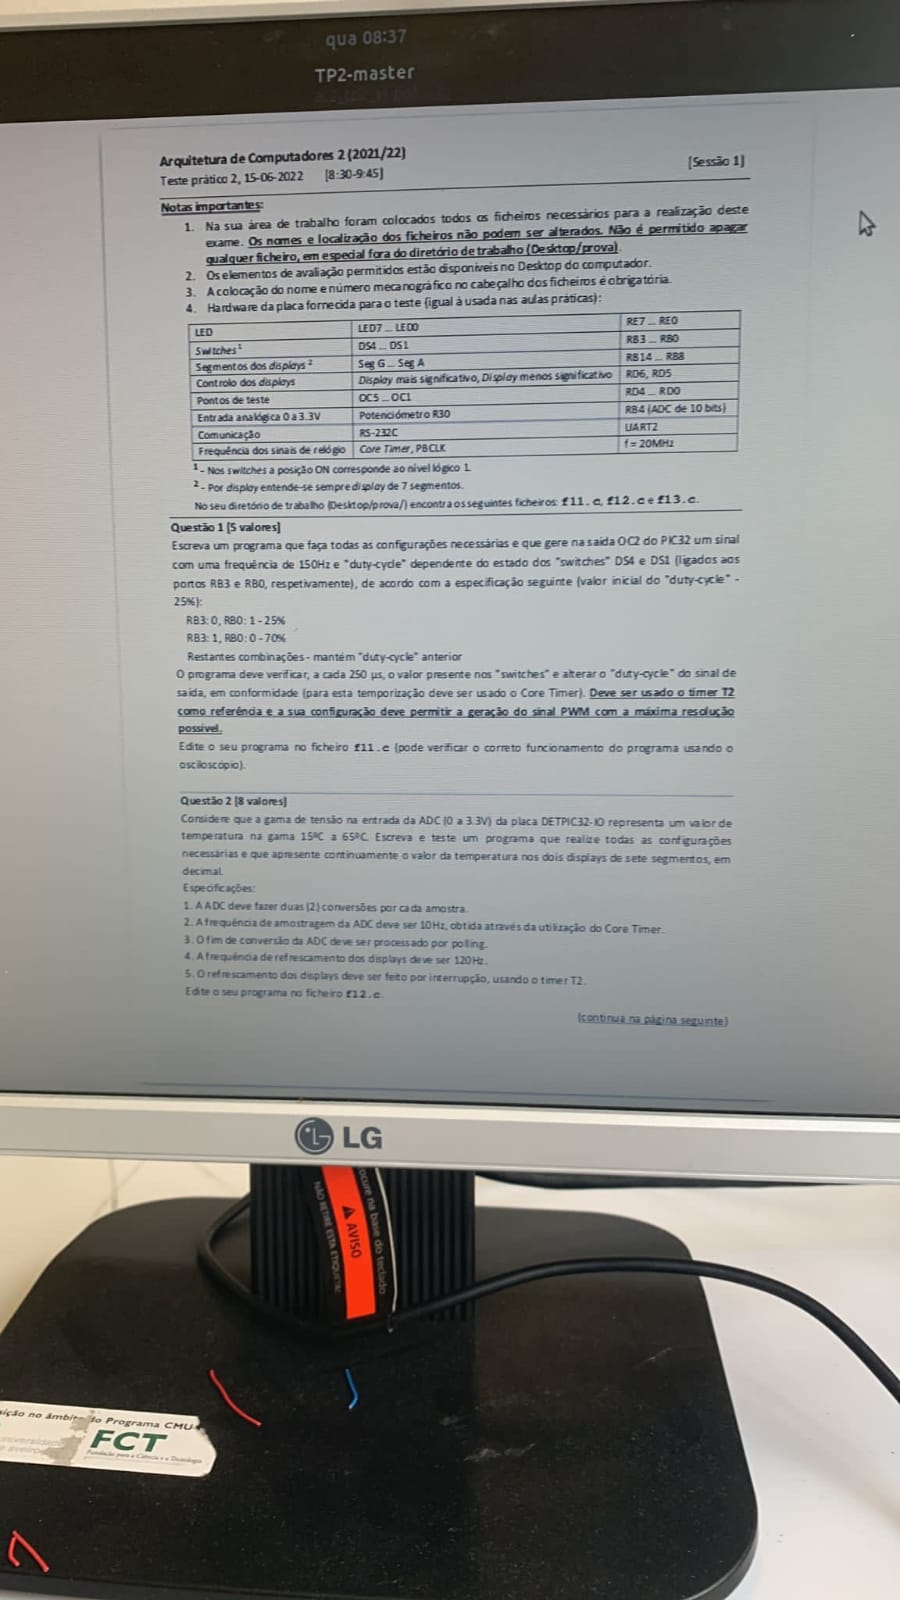 qua 08:37
TP2-master
Arquitetura de Computadores 2 (2021/22)
Teste prático 2, 15-06-2022 [8:30-9:45] [Sessão 1]
Notas importantes:
1. Na sua área de trabalho foram colocados todos os ficheiros necessários para a realização deste
exame. Os nomes e localização dos ficheiros não podem ser alterados. Não é permitido apagar
qualquer ficheiro, em especial fora do diretório de trabalho (Desktop/prova).
2. Os elementos de avaliação permitidos estão disponíveis no Desktop do computador.
3. A colocação do nome e número mecanográfico no cabeçalho dos ficheiros é obrigatória.
4. Hardware da placa fornecida para o teste (igual à usada nas aulas práticas):
LED LED7 ... LED0 RE7 ... RE0
Switches1 DS4 ... DS1 RB3 ... RB0
Segmentos dos displays2 Seg G ... Seg A RB14 ... RB8
Controlo dos displays Display mais significativo, Display menos significativo RD6, RD5
Pontos de teste OC5 ... OC1 RD4 ... RD0
Entrada analógica 0 a 3.3V Potenciómetro R30 RB4 (ADC de 10 bits)
Comunicação RS-232C UART2
Frequência dos sinais de relógio Core Timer, PBCLK f = 20MHz
1 - Nos switches a posição ON corresponde ao nível lógico 1.
2 - Por display entende-se sempre display de 7 segmentos.
No seu diretório de trabalho (Desktop/prova/) encontra os seguintes ficheiros: f11.c, f12.c e f13.c.
Questão 1 [5 valores]
Escreva um programa que faça todas as configurações necessárias e que gere na saída OC2 do PIC32 um sinal
com uma frequência de 150Hz e "duty-cycle" dependente do estado dos "switches" DS4 e DS1 (ligados aos
portos RB3 e RB0, respetivamente), de acordo com a especificação seguinte (valor inicial do "duty-cycle" -
25%):
RB3: 0, RB0: 1 - 25%
RB3: 1, RB0: 0 - 70%
Restantes combinações - mantém "duty-cycle" anterior
O programa deve verificar, a cada 250 µs, o valor presente nos "switches" e alterar o "duty-cycle" do sinal de
saída, em conformidade (para esta temporização deve ser usado o Core Timer). Deve ser usado o timer T2
como referência e a sua configuração deve permitir a geração do sinal PWM com a máxima resolução
possível.
Edite o seu programa no ficheiro f11.c (pode verificar o correto funcionamento do programa usando o
osciloscópio).
Questão 2 [8 valores]
Considere que a gama de tensão na entrada da ADC (0 a 3.3V) da placa DETPIC32-IO representa um valor de
temperatura na gama 15ºC a 65ºC. Escreva e teste um programa que realize todas as configurações
necessárias e que apresente continuamente o valor da temperatura nos dois displays de sete segmentos, em
decimal.
Especificações:
1. A ADC deve fazer duas (2) conversões por cada amostra.
2. A frequência de amostragem da ADC deve ser 10Hz, obtida através da utilização do Core Timer.
3. O fim de conversão da ADC deve ser processado por polling.
4. A frequência de refrescamento dos displays deve ser 120Hz.
5. O refrescamento dos displays deve ser feito por interrupção, usando o timer T2.
Edite o seu programa no ficheiro f12.c.
(continua na página seguinte)
LG
ocure na base do teclado
AVISO
NÃO RETIRE ESTA ETIQUETA!
sição no âmbito do Programa CMU
FCT
Fundação para a Ciência e a Tecnologia